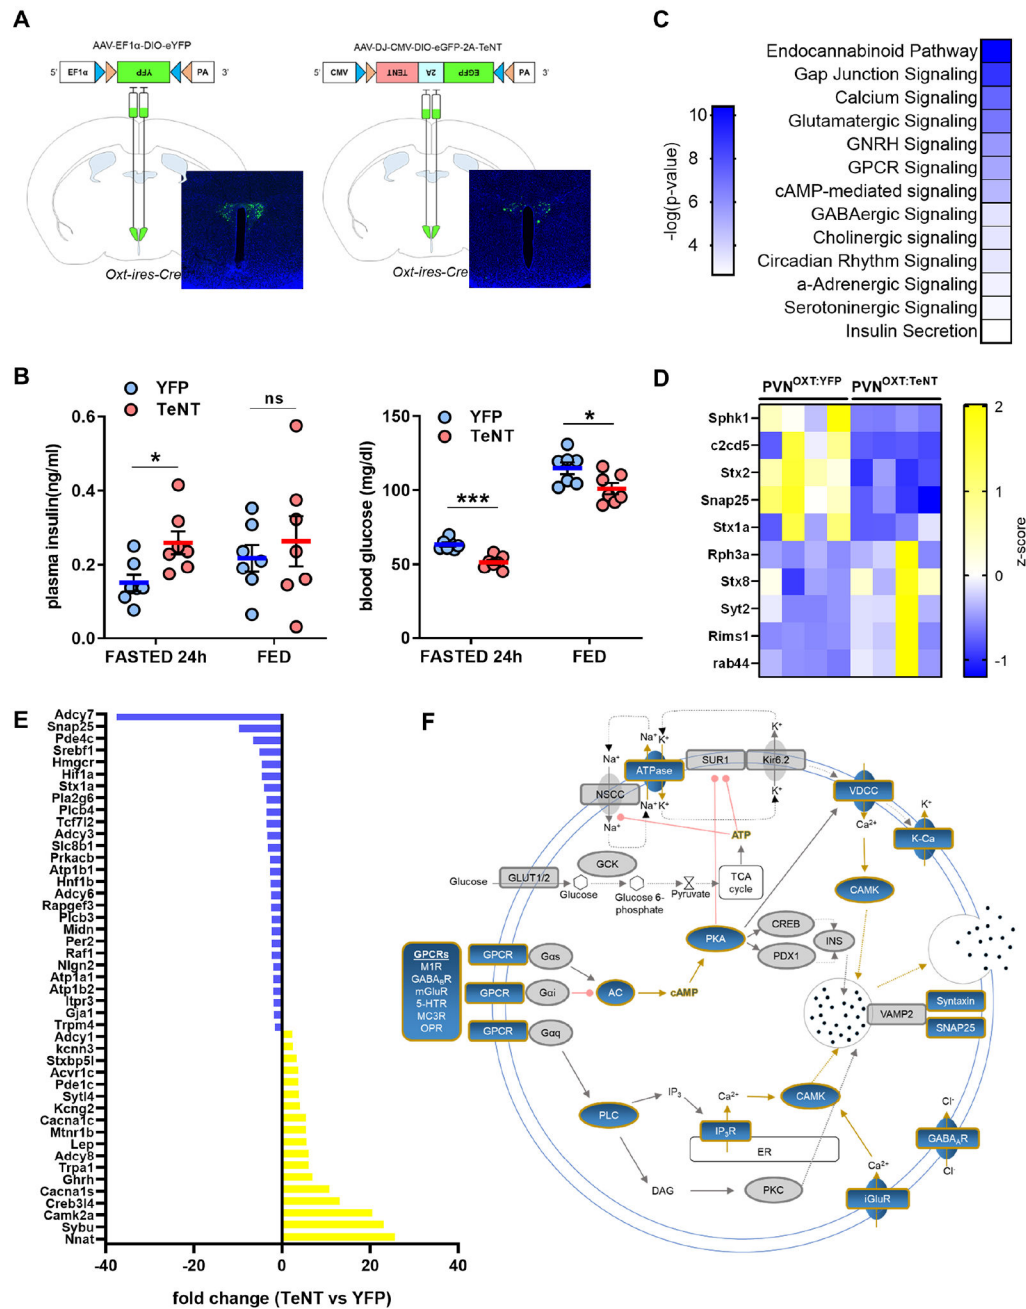 A
AAV-EF1α-DIO-eYFP
5'
EF1α
YFP
PA
3'
Oxt-ires-Cre
AAV-DJ-CMV-DIO-eGFP-2A-TeNT
5'
CMV
TENT
2A
EGFP
PA
3'
Oxt-ires-Cre
B
YFP
TeNT
plasma insulin(ng/ml)
0.6
0.4
0.2
0.0
*
ns
FASTED 24h
FED
YFP
TeNT
blood glucose (mg/dl)
150
100
50
0
***
*
FASTED 24h
FED
C
-log(p-value)
10
8
6
4
Endocannabinoid Pathway
Gap Junction Signaling
Calcium Signaling
Glutamatergic Signaling
GNRH Signaling
GPCR Signaling
cAMP-mediated signaling
GABAergic Signaling
Cholinergic signaling
Circadian Rhythm Signaling
a-Adrenergic Signaling
Serotoninergic Signaling
Insulin Secretion
D
PVN^OXT:YFP
PVN^OXT:TeNT
Sphk1
c2cd5
Stx2
Snap25
Stx1a
Rph3a
Stx8
Syt2
Rims1
rab44
2
1
0
-1
z-score
E
Adcy7
Snap25
Pde4c
Srebf1
Hmgcr
Hif1a
Stx1a
Pla2g6
Plcb4
Tcf7l2
Adcy3
Slc8b1
Prkacb
Atp1b1
Hnf1b
Adcy6
Rapgef3
Plcb3
Midn
Per2
Raf1
Nlgn2
Atp1a1
Atp1b2
Itpr3
Gja1
Trpm4
Adcy1
kcnn3
Stxbp5l
Acvr1c
Pde1c
Sytl4
Kcng2
Cacna1c
Mtnr1b
Lep
Adcy8
Trpa1
Ghrh
Cacna1s
Creb3l4
Camk2a
Sybu
Nnat
-40
-20
0
20
40
fold change (TeNT vs YFP)
F
Na⁺
K⁺
K⁺
Na⁺
ATPase
SUR1
Kir6.2
NSCC
Na⁺
K⁺
K⁺
Na⁺
VDCC
Ca²⁺
K⁺
K-Ca
ATP
GCK
TCA
cycle
Glucose
GLUT1/2
Glucose
Glucose 6-
phosphate
Pyruvate
CAMK
PKA
CREB
PDX1
INS
GPCRs
M1R
GABA_BR
mGluR
5-HTR
MC3R
OPR
GPCR
Gαs
GPCR
Gαi
GPCR
Gαq
AC
cAMP
VAMP2
Syntaxin
SNAP25
PLC
IP₃
Ca²⁺
IP₃R
ER
CAMK
DAG
PKC
Cl⁻
GABA_AR
Cl⁻
Ca²⁺
iGluR